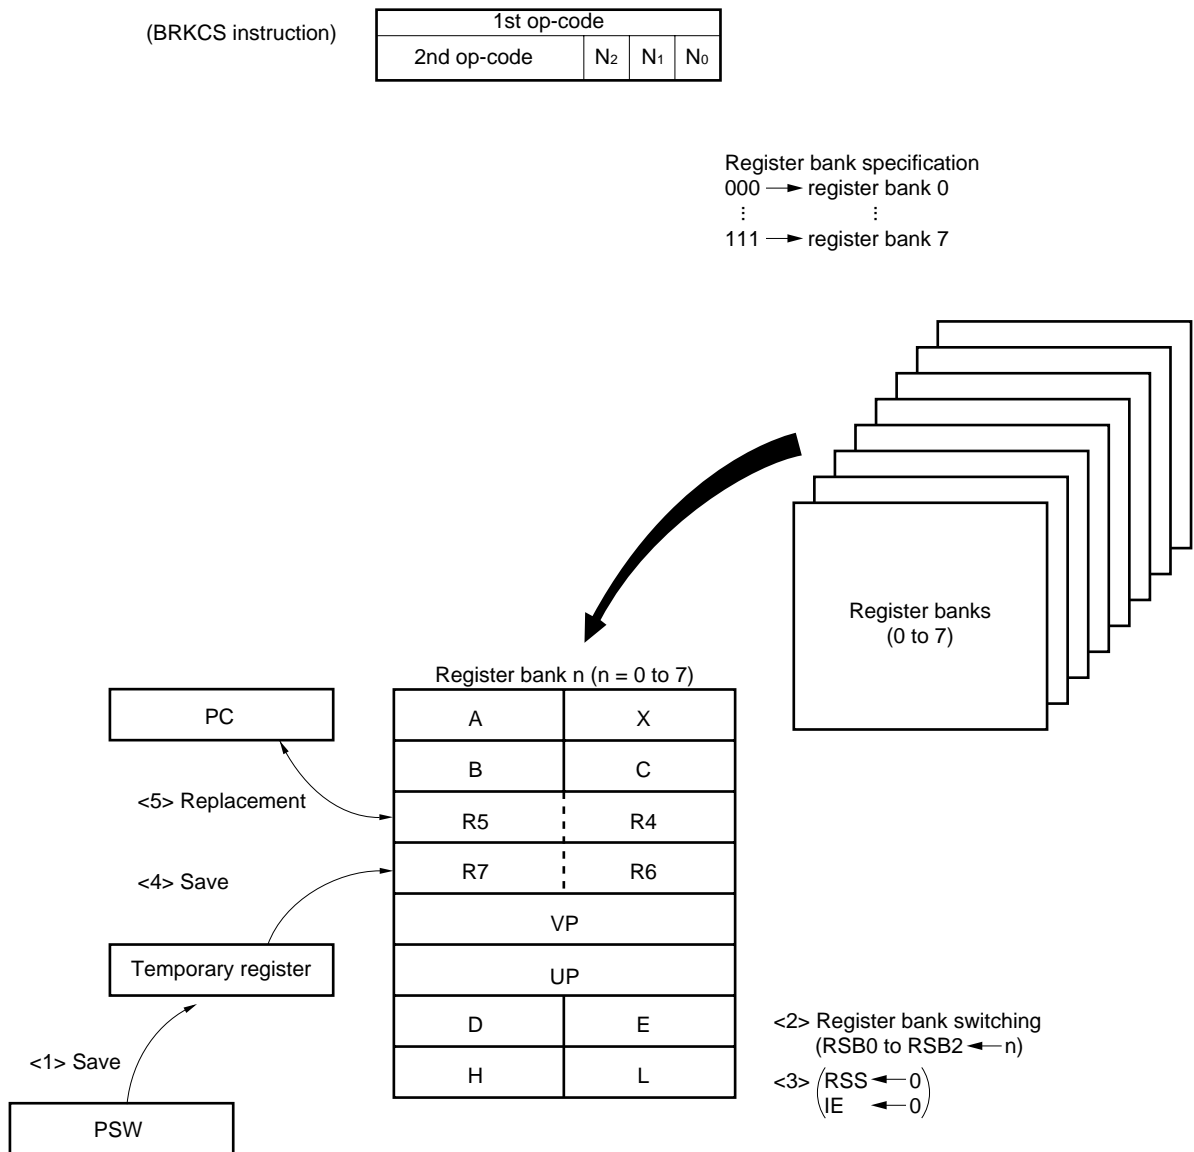 (BRKCS instruction)
1st op-code
2nd op-code N2 N1 N0
Register bank specification
000 → register bank 0
⋮ ⋮
111 → register bank 7
Register banks
(0 to 7)
Register bank n (n = 0 to 7)
PC
A X
B C
<5> Replacement
R5 R4
R7 R6
<4> Save
VP
Temporary register
UP
D E
<2> Register bank switching
(RSB0 to RSB2 ← n)
<1> Save
H L
<3> (RSS ← 0
IE ← 0)
PSW